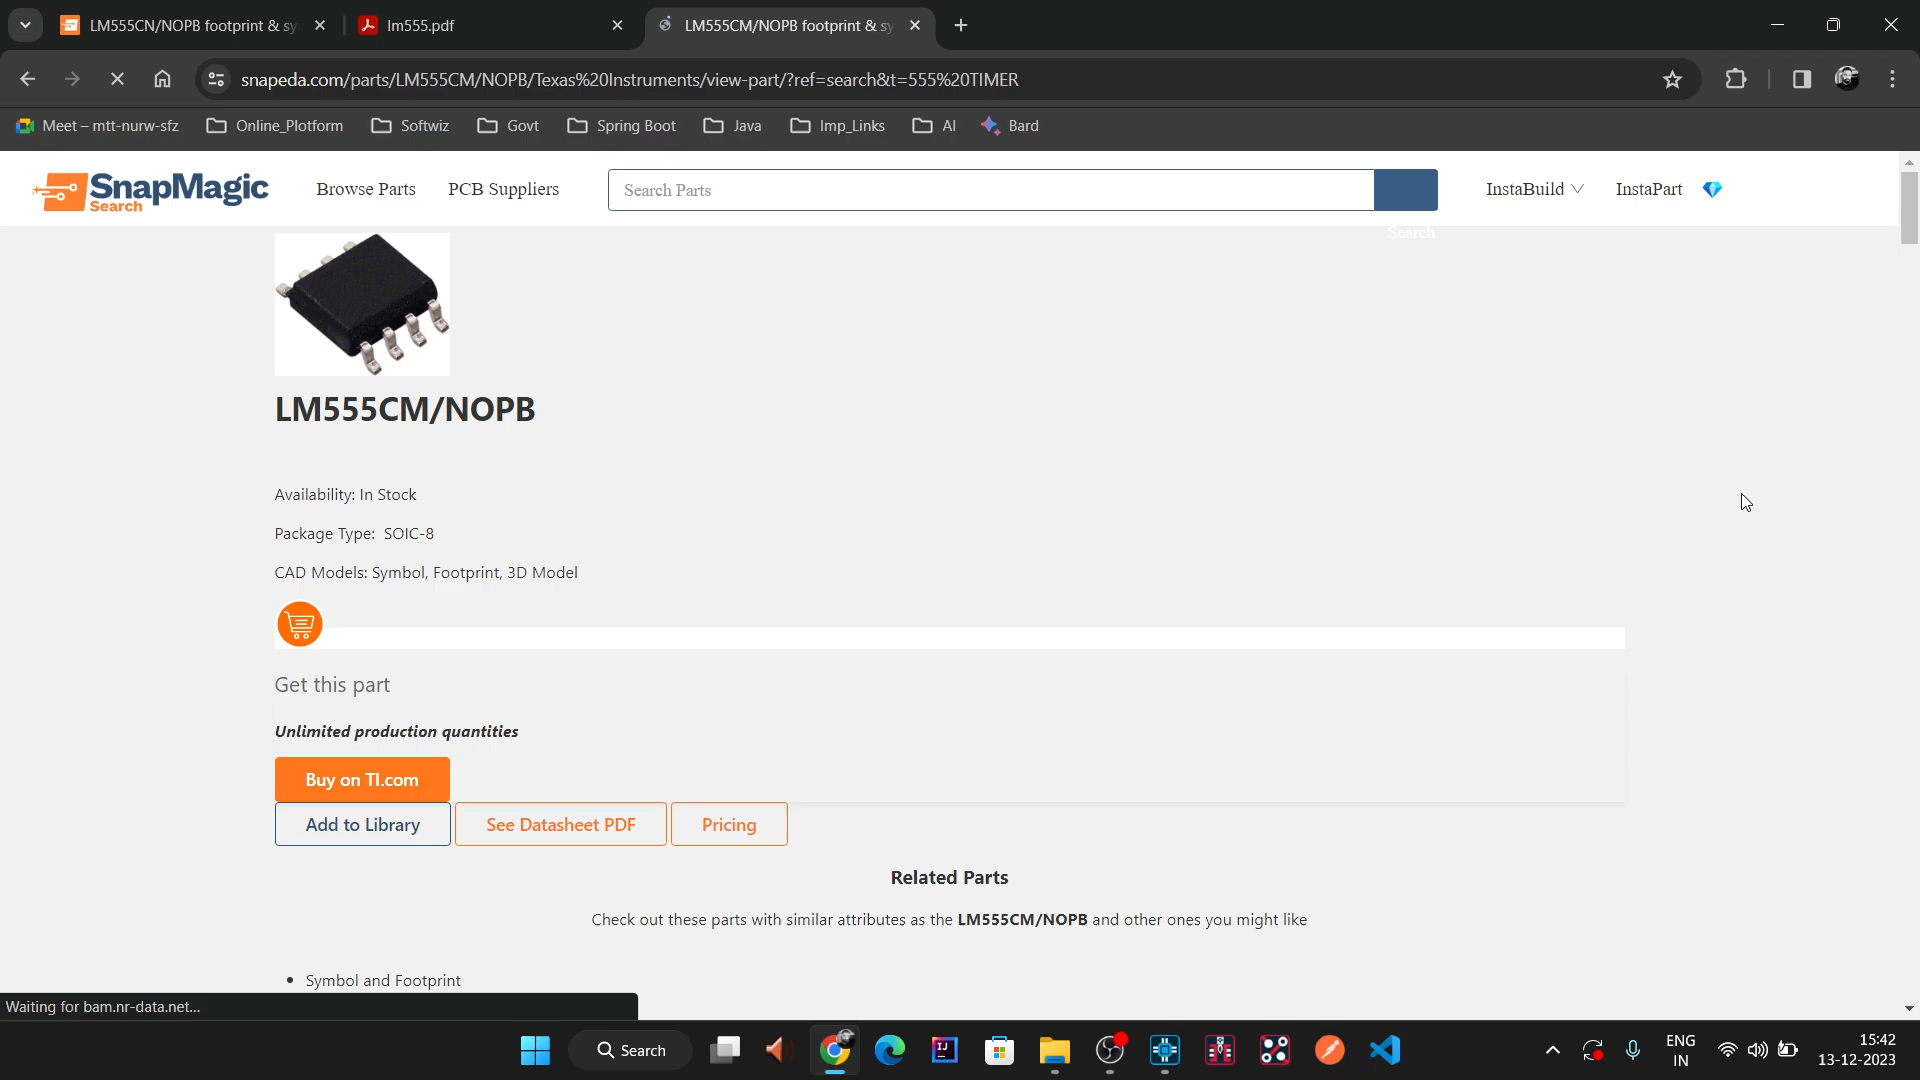 LM555CN/NOPB footprint & sy
lm555.pdf
LM555CM/NOPB footprint & sy
snapeda.com/parts/LM555CM/NOPB/Texas%20Instruments/view-part/?ref=search&t=555%20TIMER
Meet – mtt-nurw-sfz
Online_Plotform
Softwiz
Govt
Spring Boot
Java
Imp_Links
AI
Bard
SnapMagic
Search
Browse Parts
PCB Suppliers
Search Parts
Search
InstaBuild
InstaPart
LM555CM/NOPB
Availability: In Stock
Package Type: SOIC-8
CAD Models: Symbol, Footprint, 3D Model
Get this part
Unlimited production quantities
Buy on TI.com
Add to Library
See Datasheet PDF
Pricing
Related Parts
Check out these parts with similar attributes as the LM555CM/NOPB and other ones you might like
• Symbol and Footprint
Waiting for bam.nr-data.net...
Search
IJ
ENG
IN
15:42
13-12-2023